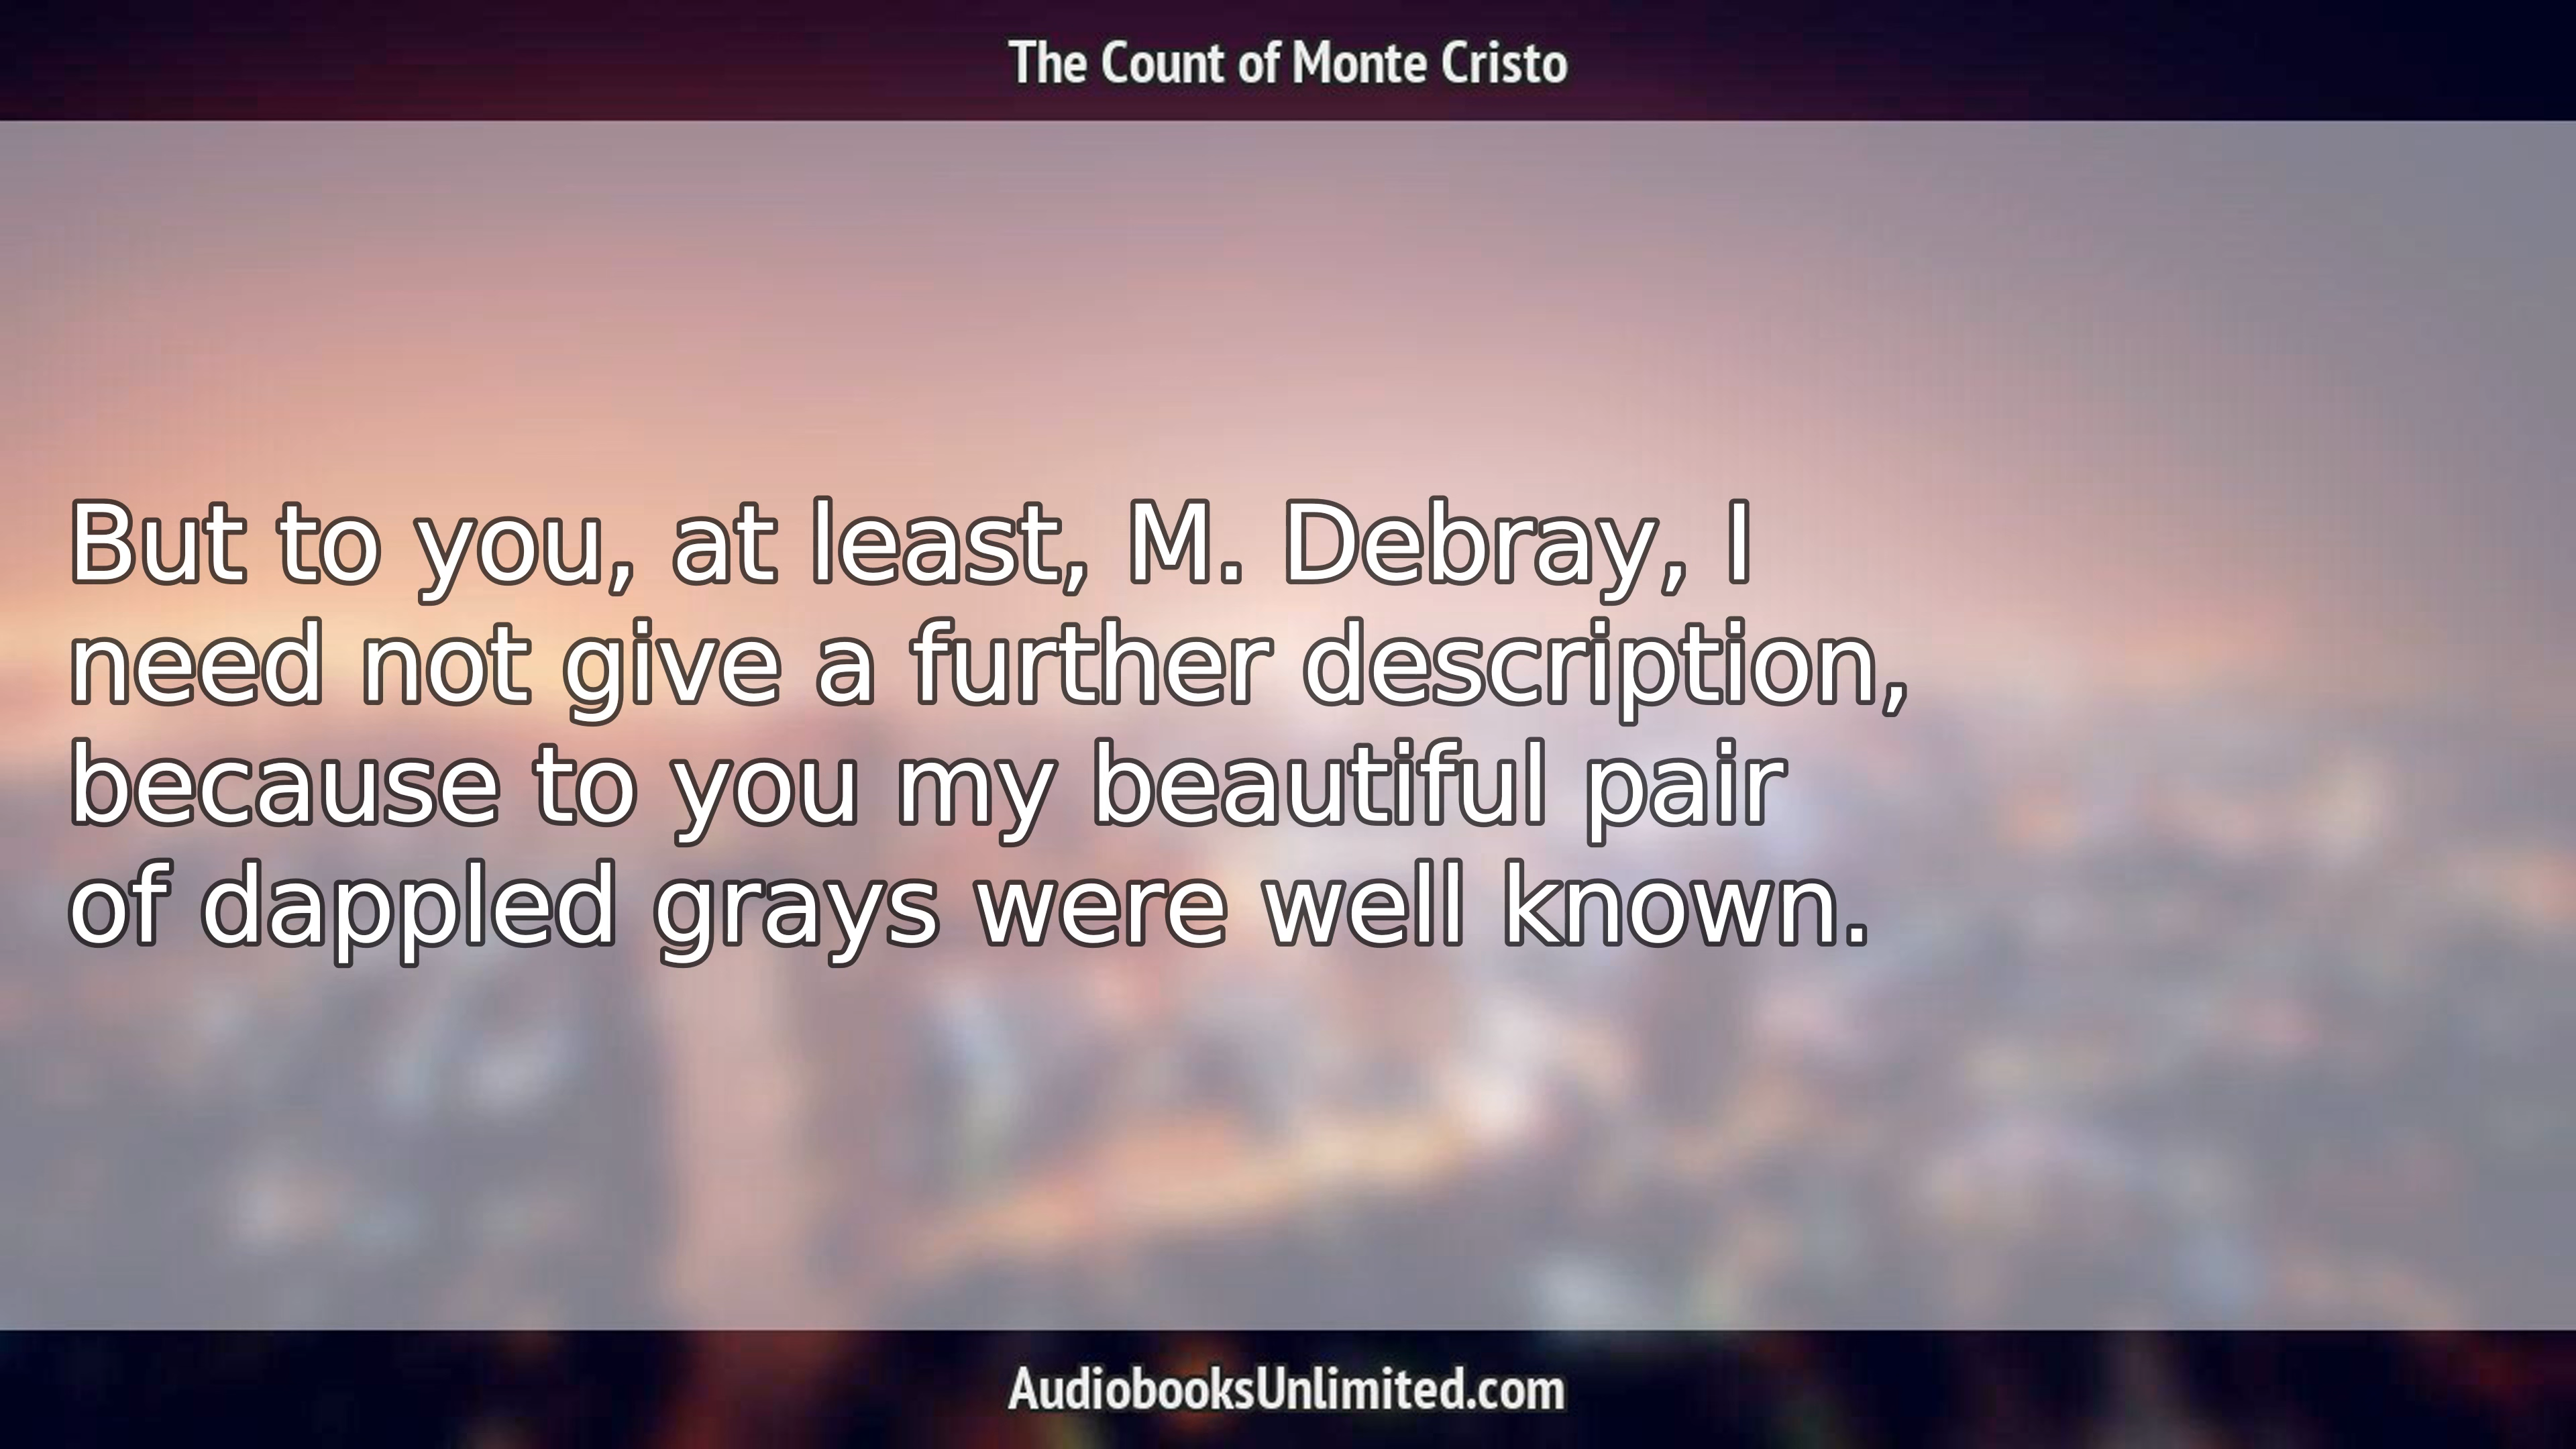 The Count of Monte Cristo
But to you, at least, M. Debray, I
need not give a further description,
because to you my beautiful pair
of dappled grays were well known.
AudiobooksUnlimited.com